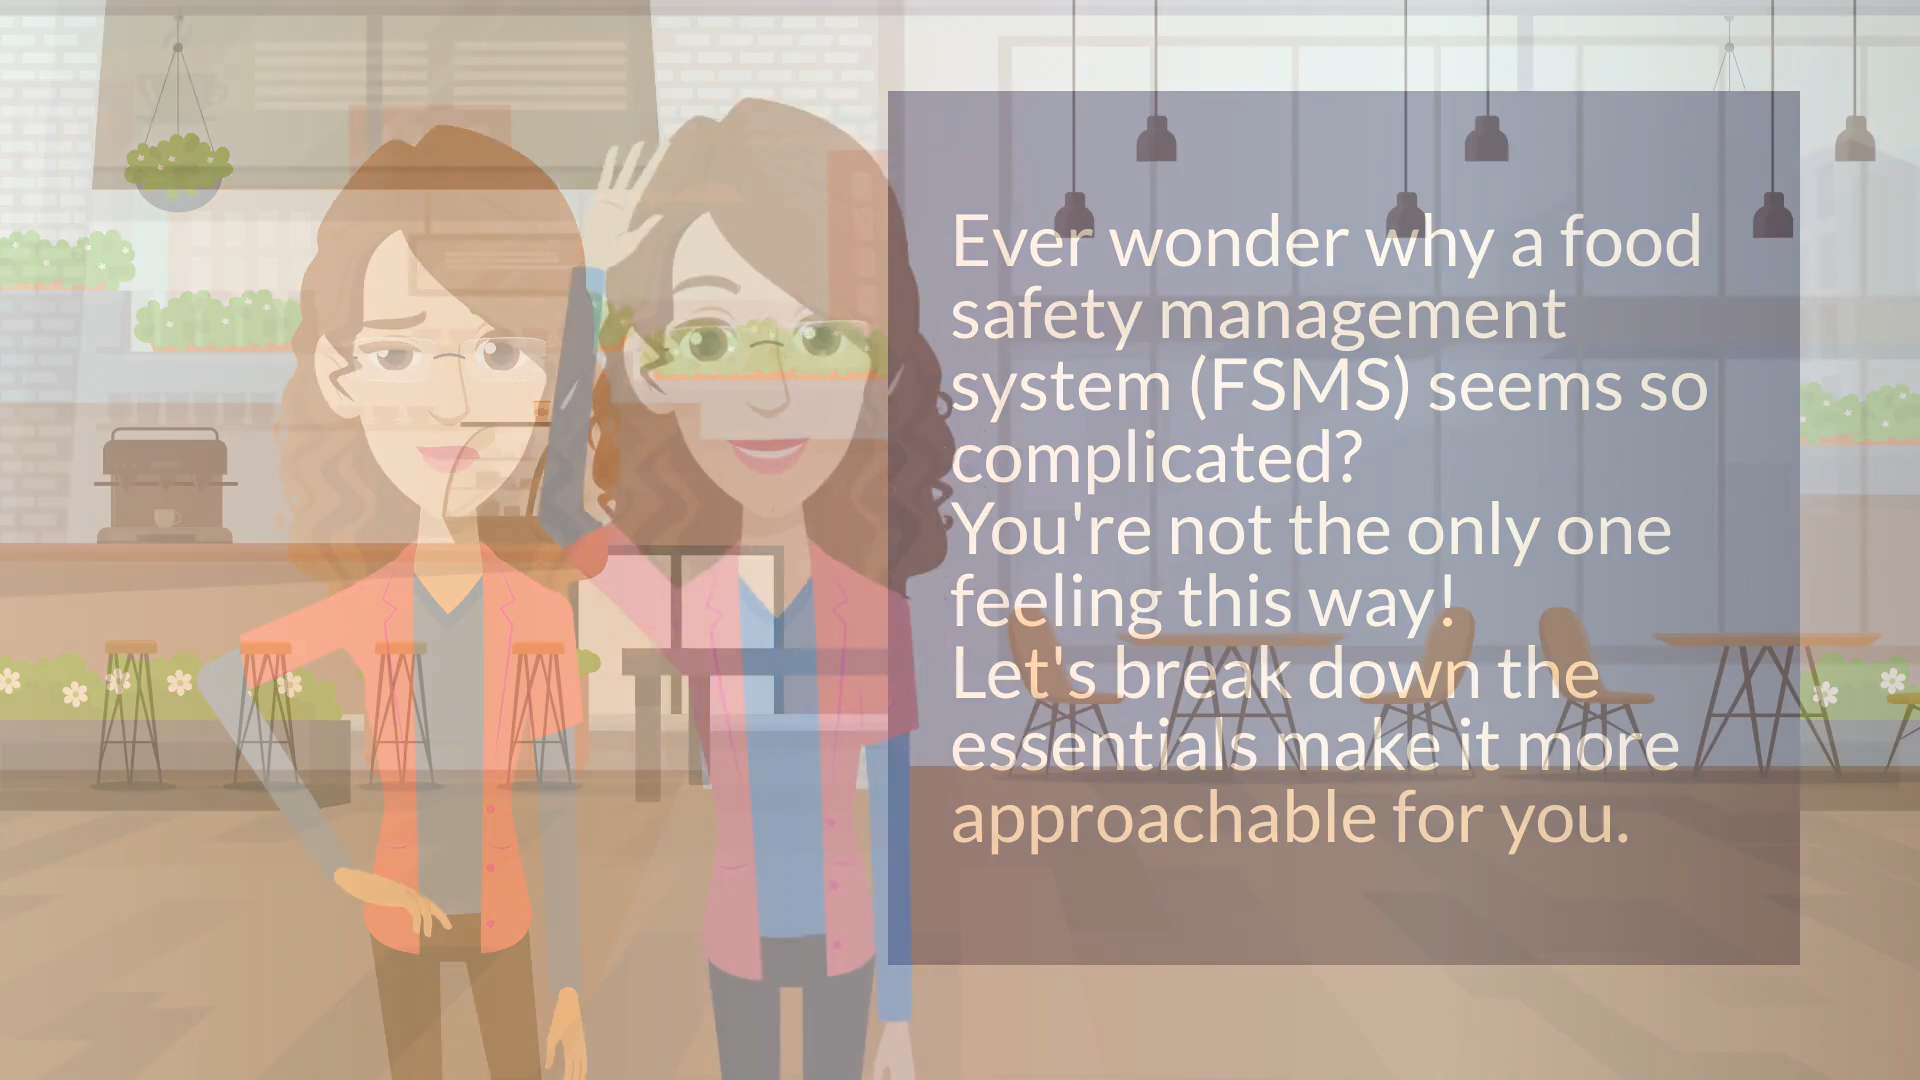 Ever wonder why a food
safety management
system (FSMS) seems so
complicated?
You're not the only one
feeling this way!
Let's break down the
essentials make it more
approachable for you.